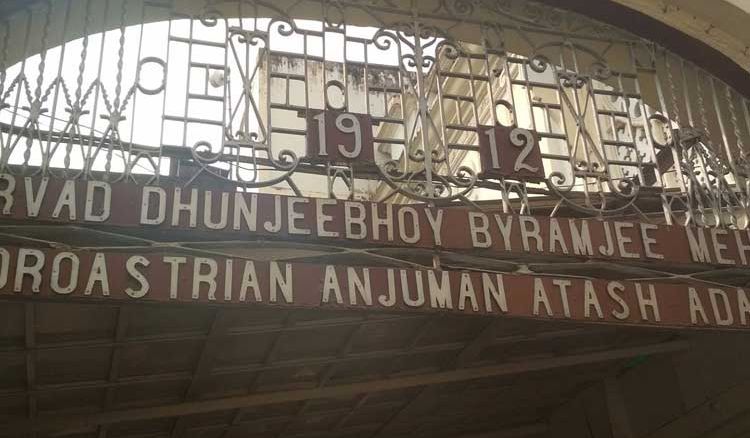 1912
RVAD DHUNJEEBHOY BYRAMJEE MEH
OROASTRIAN ANJUMAN ATASH ADA